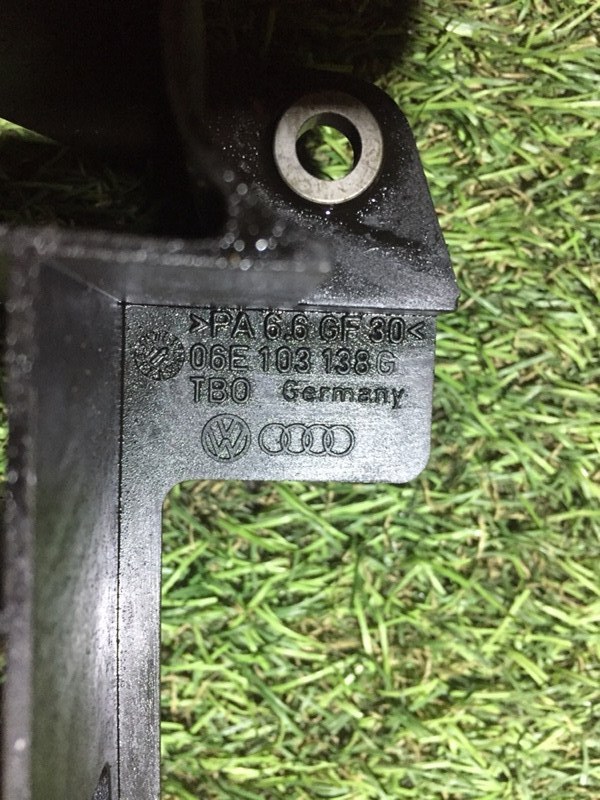 >PA 6.6 GF 30<
06E 103 138 G
TBO Germany